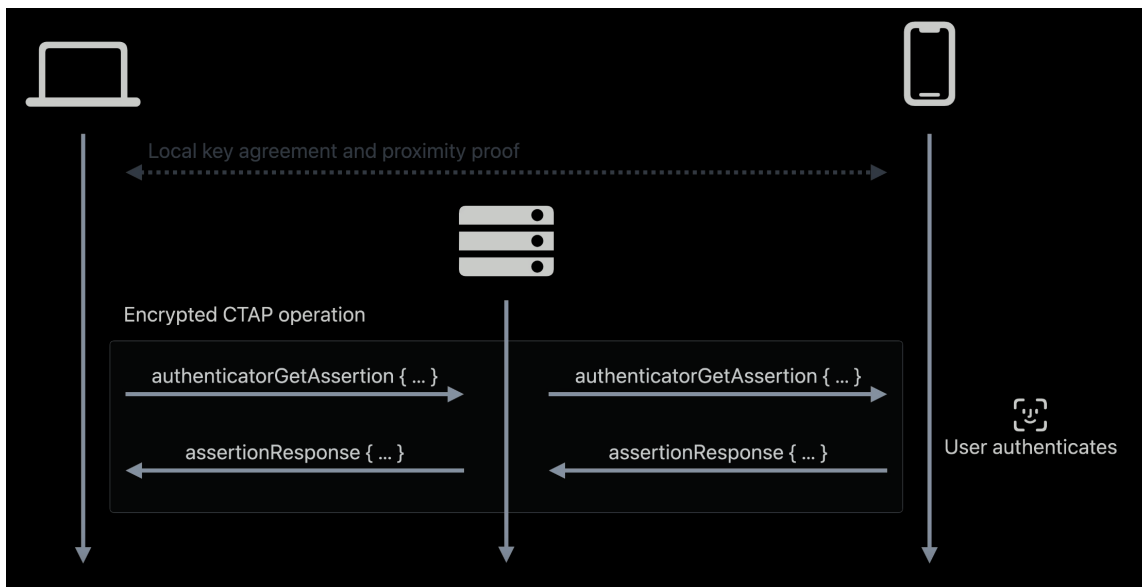 Local key agreement and proximity proof
Encrypted CTAP operation
authenticatorGetAssertion { ... }
authenticatorGetAssertion { ... }
assertionResponse { ... }
assertionResponse { ... }
User authenticates